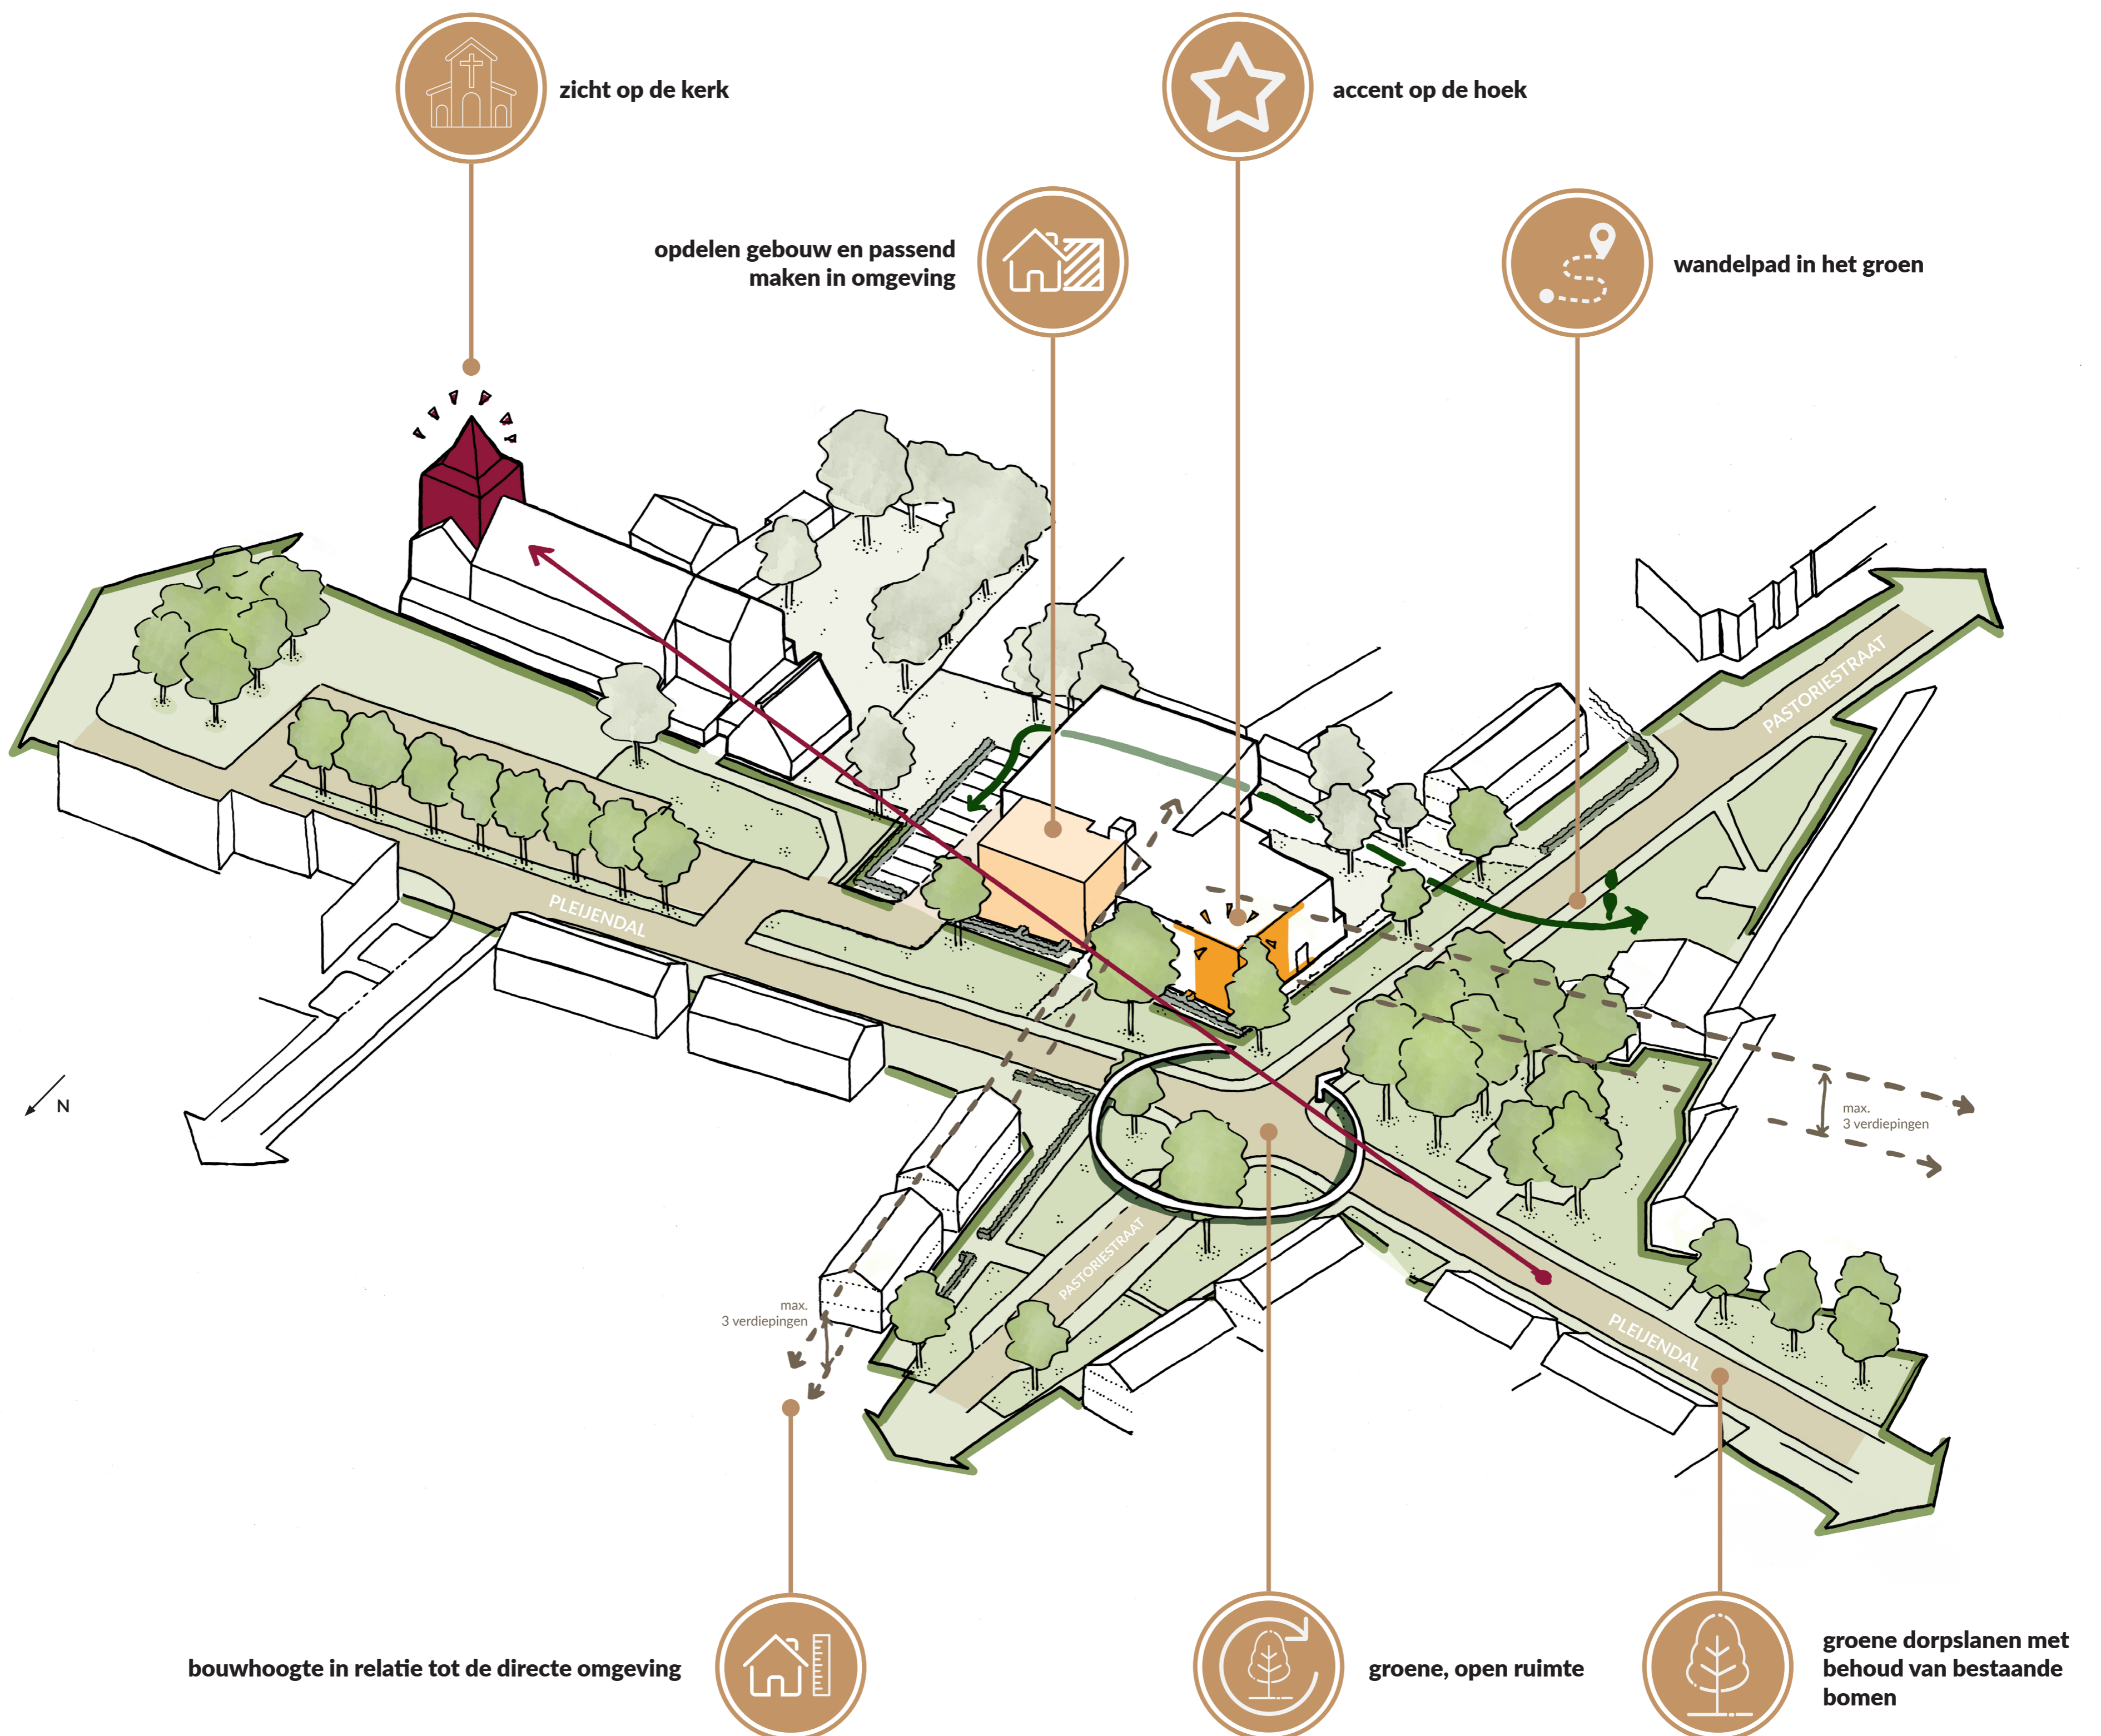 zicht op de kerk
accent op de hoek
opdelen gebouw en passend
maken in omgeving
wandelpad in het groen
PASTORIESTRAAT
PLEIJENDAL
N
max.
3 verdiepingen
PASTORIESTRAAT
max.
3 verdiepingen
PLEIJENDAL
bouwhoogte in relatie tot de directe omgeving
groene, open ruimte
groene dorpslanen met
behoud van bestaande
bomen